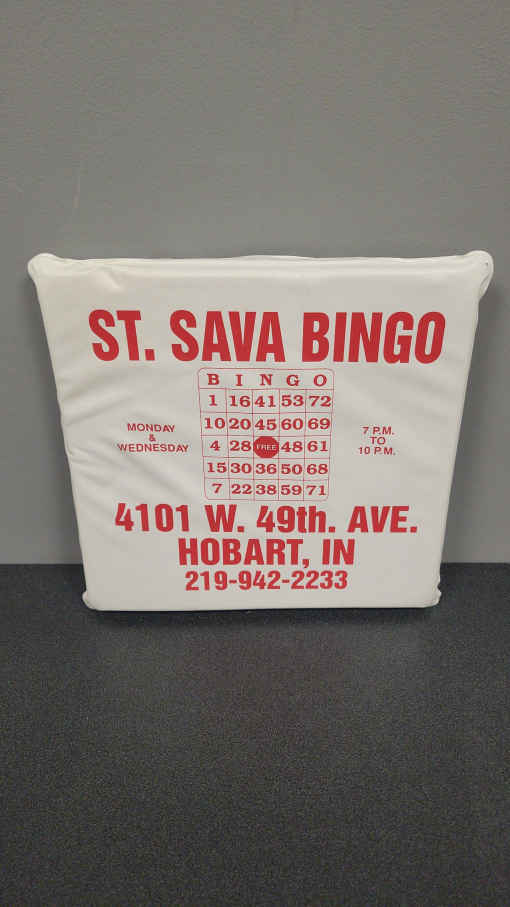 ST. SAVA BINGO
B I N G O
1 16 41 53 72
10 20 45 60 69
4 28 FREE 48 61
15 30 36 50 68
7 22 38 59 71
MONDAY
&
WEDNESDAY
7 P.M.
TO
10 P.M.
4101 W. 49th. AVE.
HOBART, IN
219-942-2233